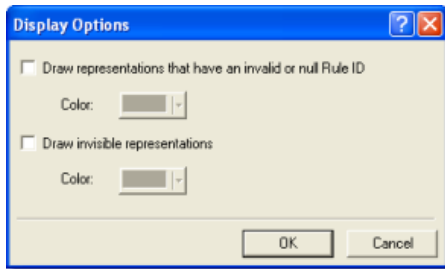 Display Options
Draw representations that have an invalid or null Rule ID
Color:
Draw invisible representations
Color:
OK Cancel